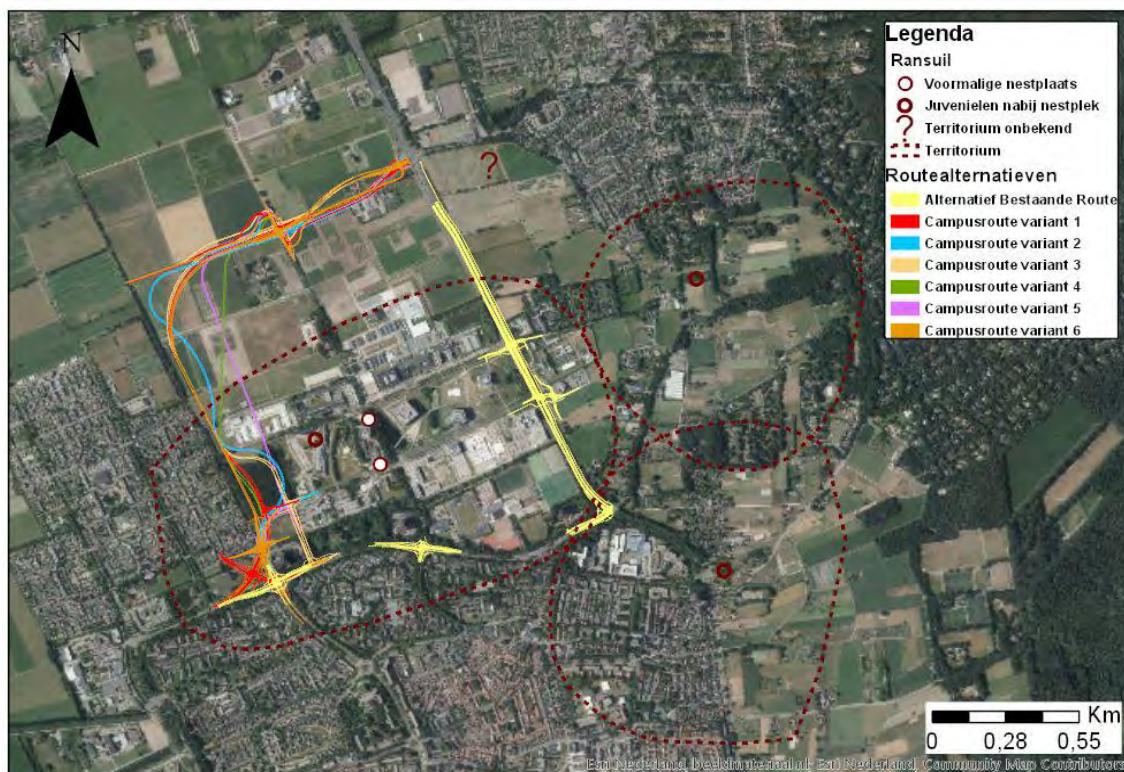 N
?
Legenda
Ransuil
Voormalige nestplaats
Juvenielen nabij nestplek
? Territorium onbekend
Territorium
Routealternatieven
Alternatief Bestaande Route
Campusroute variant 1
Campusroute variant 2
Campusroute variant 3
Campusroute variant 4
Campusroute variant 5
Campusroute variant 6
Km
0 0,28 0,55
Esri Nederland, beeldmateriaal.nl; Esri Nederland, Community Map Contributors